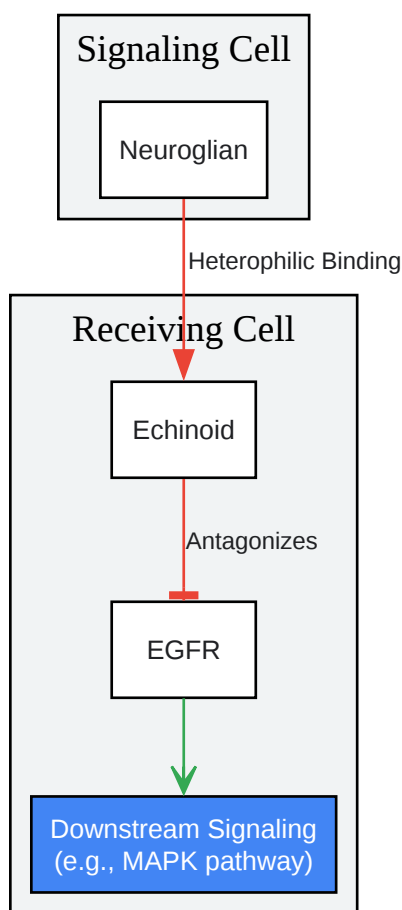 Signaling Cell
Neuroglian
Heterophilic Binding
Receiving Cell
Echinoid
Antagonizes
EGFR
Downstream Signaling
(e.g., MAPK pathway)